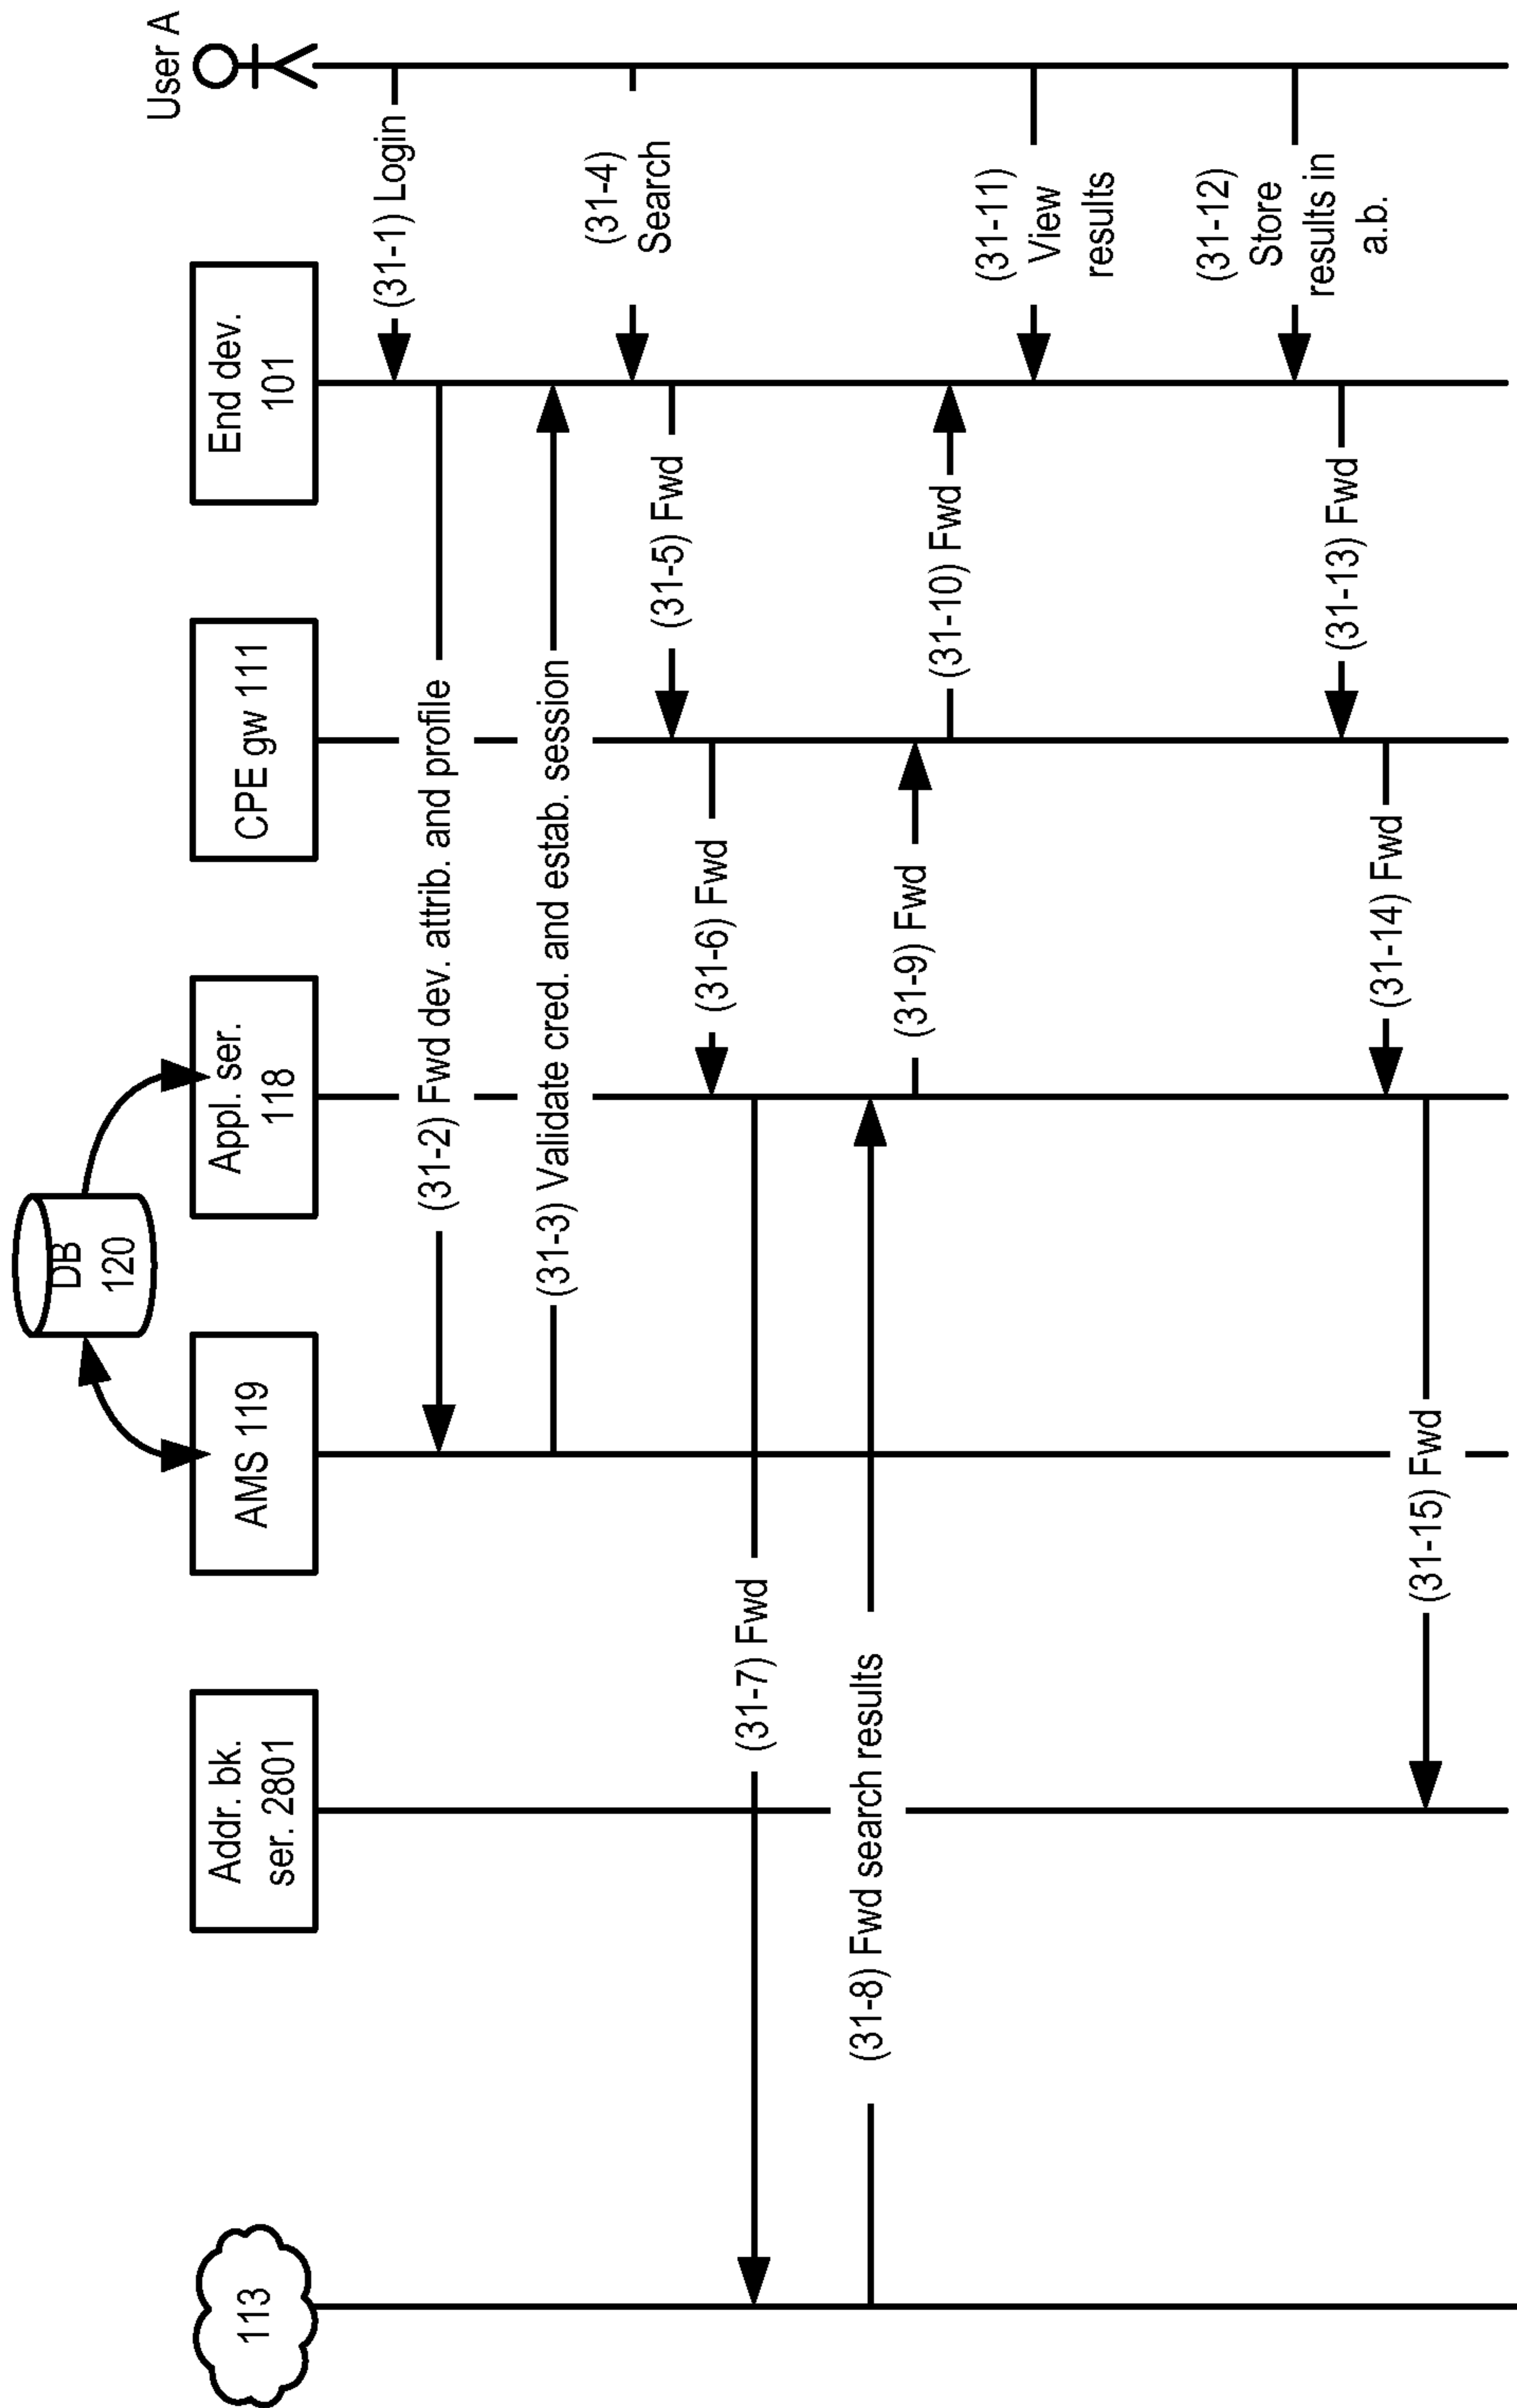 113
Addr. bk.
ser. 2801
AMS 119
DB
120
Appl. ser.
118
CPE gw 111
End dev.
101
User A
(31-1) Login
(31-2) Fwd dev. attrib. and profile
(31-3) Validate cred. and estab. session
(31-4)
Search
(31-5) Fwd
(31-6) Fwd
(31-7) Fwd
(31-8) Fwd search results
(31-9) Fwd
(31-10) Fwd
(31-11)
View
results
(31-12)
Store
results in
a.b.
(31-13) Fwd
(31-14) Fwd
(31-15) Fwd